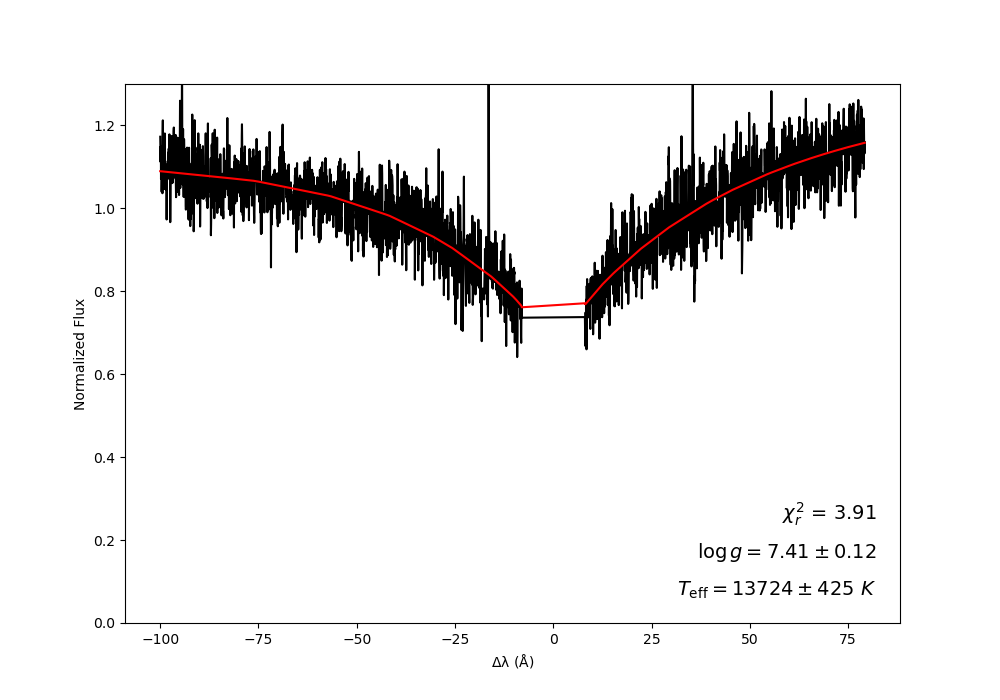 1.2
1.0
0.8
0.6
0.4
0.2
0.0
Normalized Flux
χ²ᵣ = 3.91
log g = 7.41 ± 0.12
T_eff = 13724 ± 425 K
−100 −75 −50 −25 0 25 50 75
Δλ (Å)